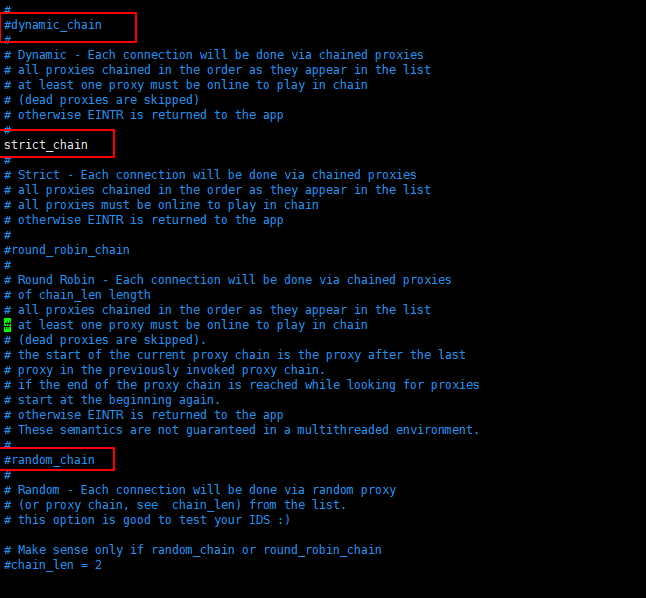 #
#dynamic_chain
#
# Dynamic - Each connection will be done via chained proxies
# all proxies chained in the order as they appear in the list
# at least one proxy must be online to play in chain
# (dead proxies are skipped)
# otherwise EINTR is returned to the app
#
strict_chain
#
# Strict - Each connection will be done via chained proxies
# all proxies chained in the order as they appear in the list
# all proxies must be online to play in chain
# otherwise EINTR is returned to the app
#
#round_robin_chain
#
# Round Robin - Each connection will be done via chained proxies
# of chain_len length
# all proxies chained in the order as they appear in the list
# at least one proxy must be online to play in chain
# (dead proxies are skipped).
# the start of the current proxy chain is the proxy after the last
# proxy in the previously invoked proxy chain.
# if the end of the proxy chain is reached while looking for proxies
# start at the beginning again.
# otherwise EINTR is returned to the app
# These semantics are not guaranteed in a multithreaded environment.
#
#random_chain
#
# Random - Each connection will be done via random proxy
# (or proxy chain, see  chain_len) from the list.
# this option is good to test your IDS :)

# Make sense only if random_chain or round_robin_chain
#chain_len = 2